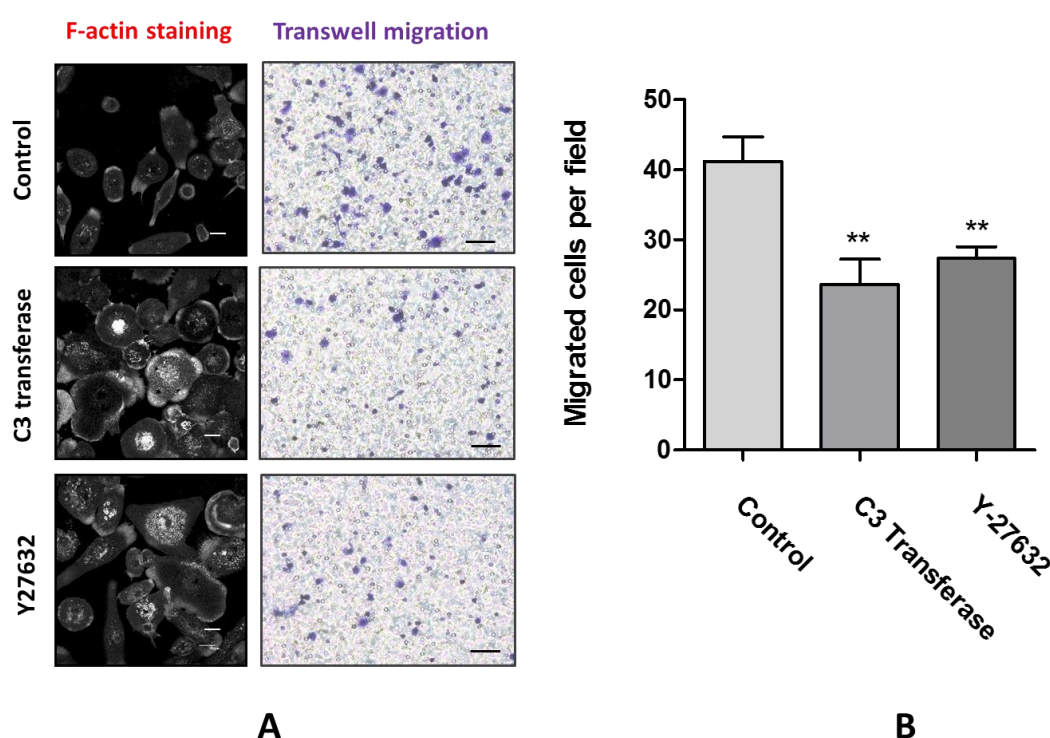 F-actin staining Transwell migration
Control
C3 transferase
Y27632
A
Migrated cells per field
50
40
30
20
10
0
**
**
Control
C3 Transferase
Y-27632
B